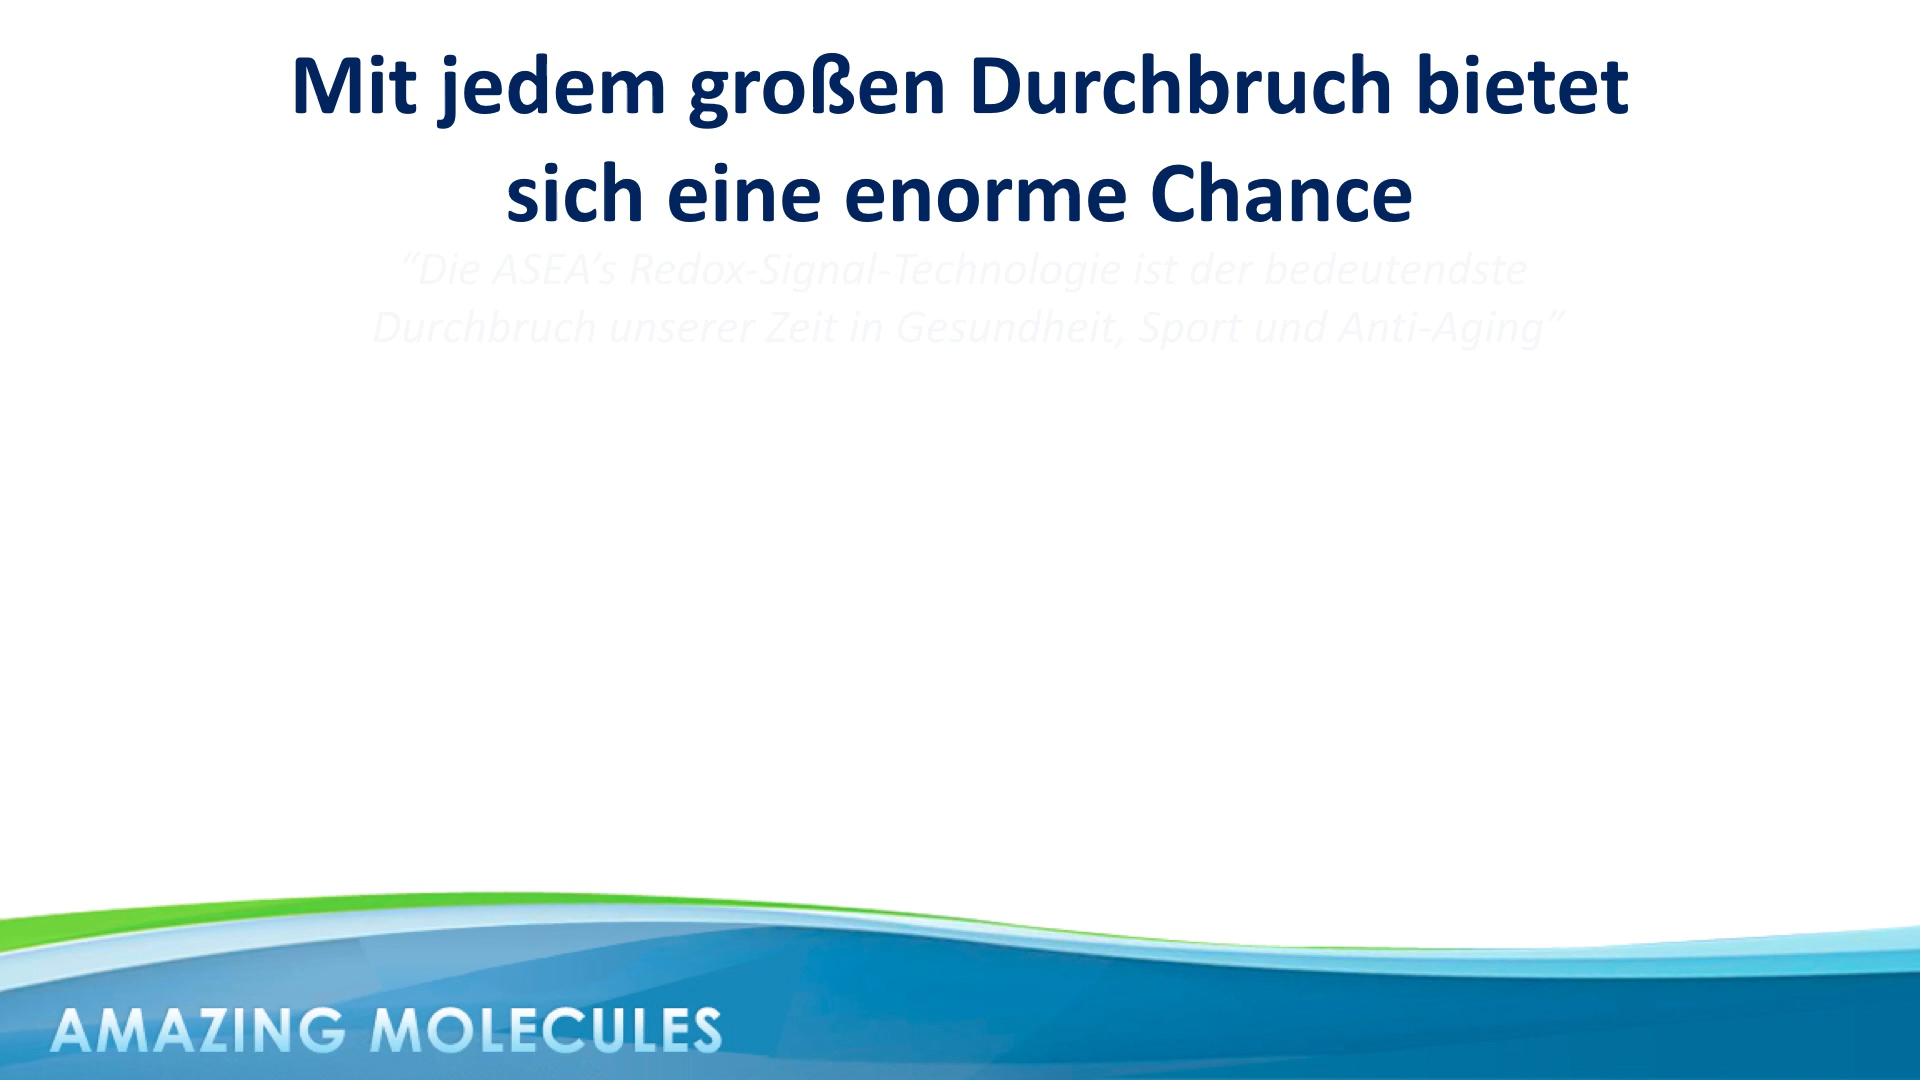 Mit jedem großen Durchbruch bietet
sich eine enorme Chance
“Die ASEA’s Redox-Signal-Technologie ist der bedeutendste
Durchbruch unserer Zeit in Gesundheit, Sport und Anti-Aging”
AMAZING MOLECULES